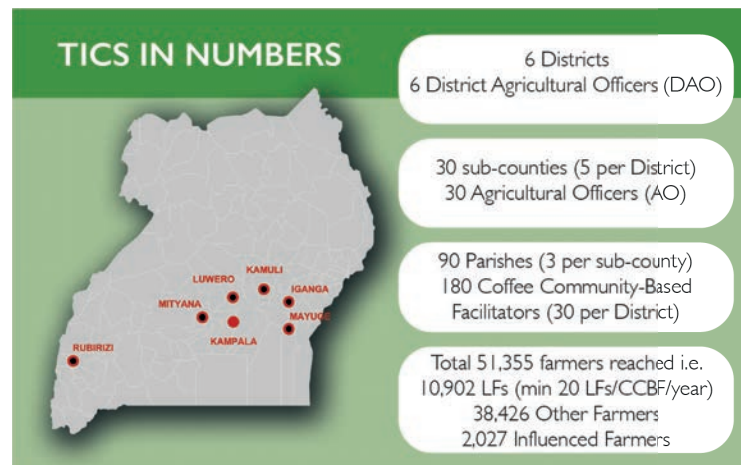 TICS IN NUMBERS
6 Districts
6 District Agricultural Officers (DAO)
30 sub-counties (5 per District)
30 Agricultural Officers (AO)
90 Parishes (3 per sub-county)
180 Coffee Community-Based
Facilitators (30 per District)
Total 51,355 farmers reached i.e.
10,902 LFs (min 20 LFs/CCBF/year)
38,426 Other Farmers
2,027 Influenced Farmers
KAMULI
LUWERO
IGANGA
MITYANA
MAYUGE
KAMPALA
RUBIRIZI